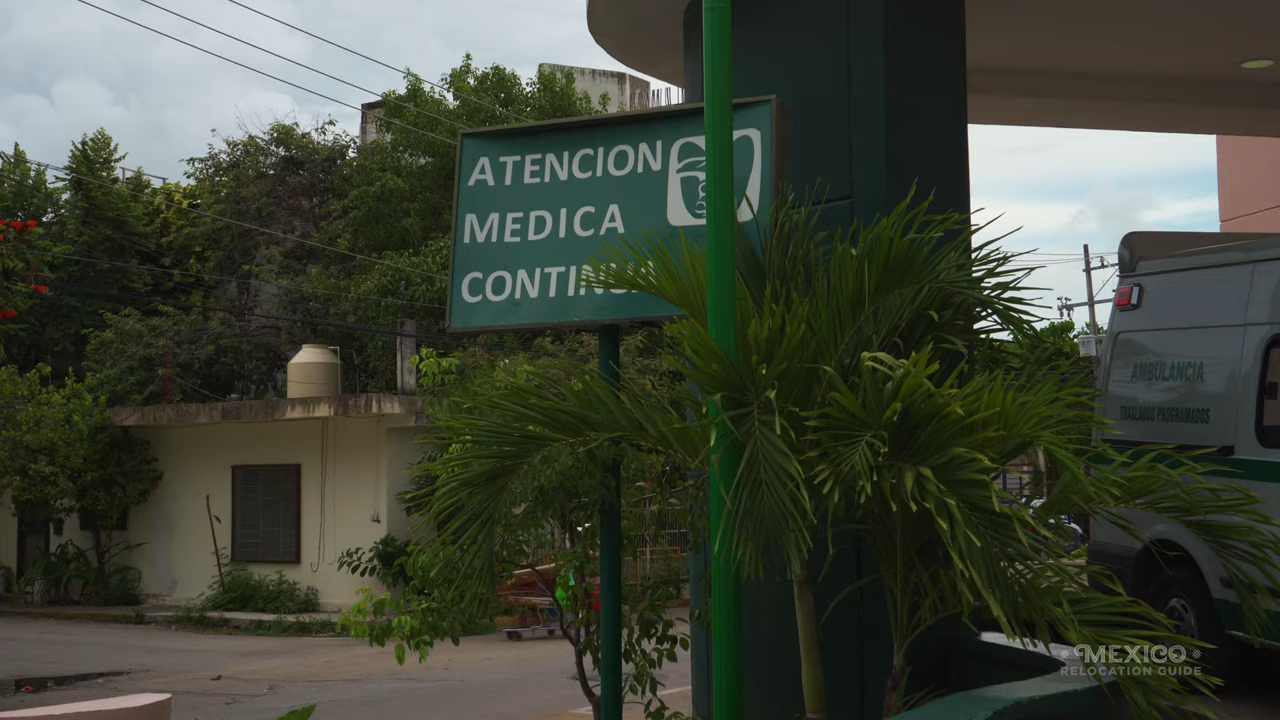 ATENCION
MEDICA
AMBULANCIA
TRASLADOS PROGRAMADOS
MEXICO
RELOCATION GUIDE